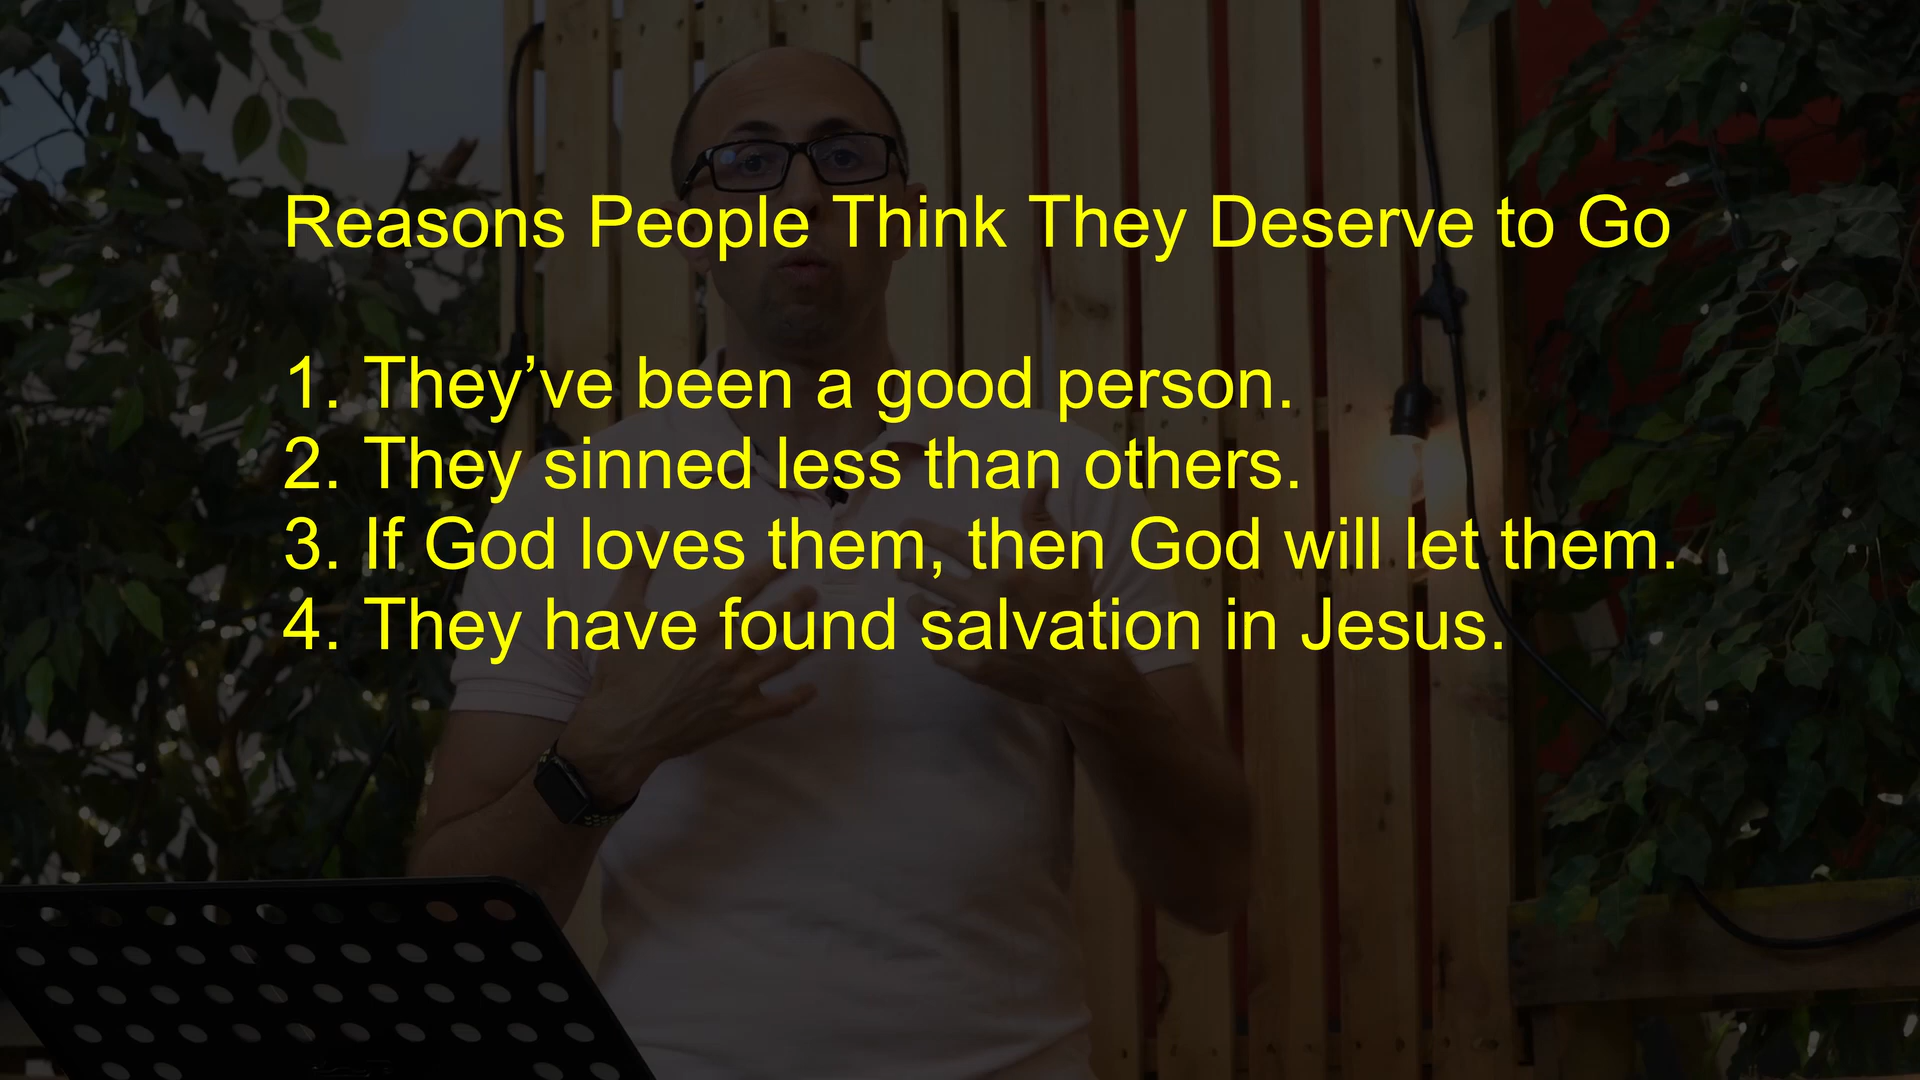 Reasons People Think They Deserve to Go
1. They’ve been a good person.
2. They sinned less than others.
3. If God loves them, then God will let them.
4. They have found salvation in Jesus.